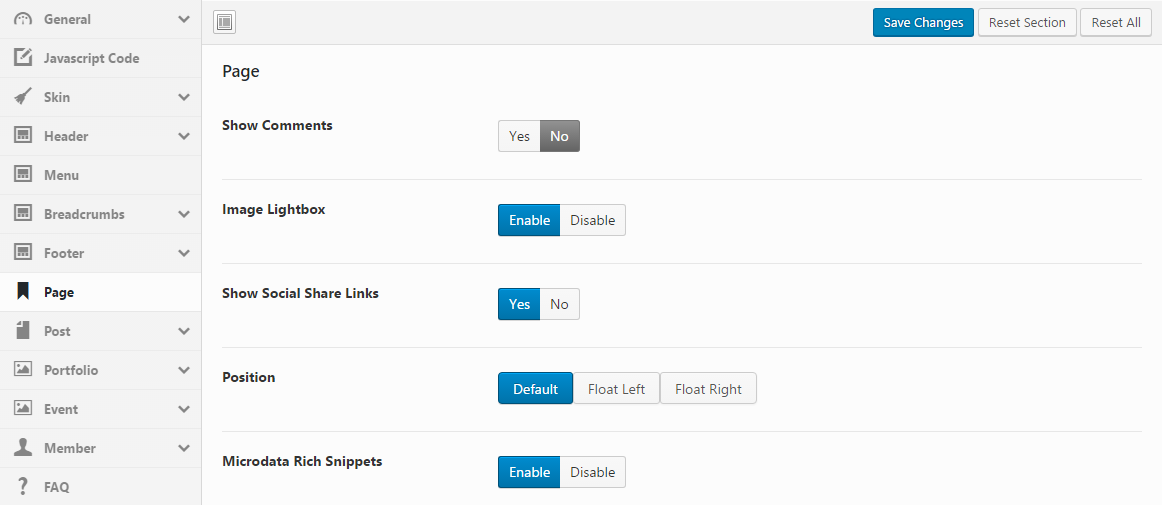 General
Javascript Code
Skin
Header
Menu
Breadcrumbs
Footer
Page
Post
Portfolio
Event
Member
FAQ
Save Changes Reset Section Reset All
Page
Show Comments Yes No
Image Lightbox Enable Disable
Show Social Share Links Yes No
Position Default Float Left Float Right
Microdata Rich Snippets Enable Disable